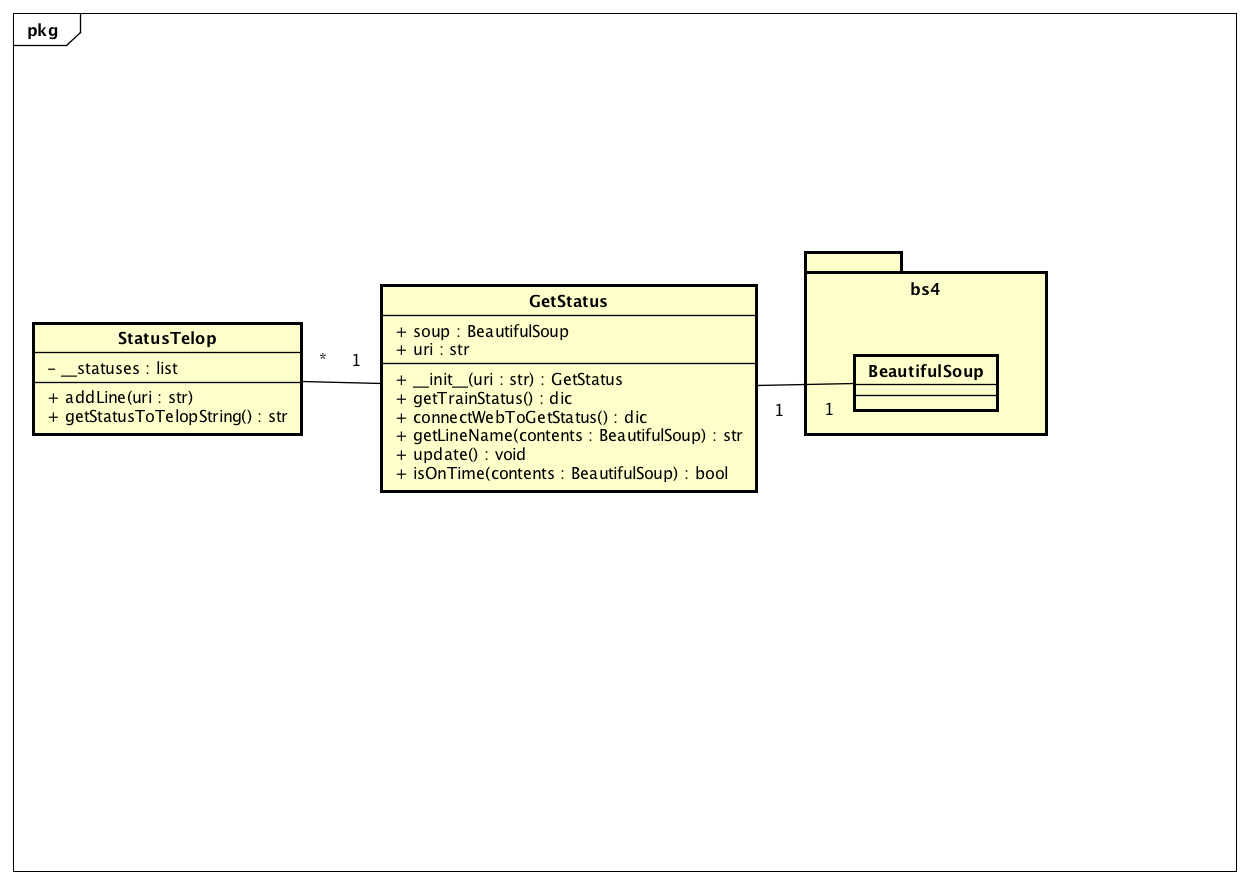 pkg
StatusTelop
– __statuses : list
+ addLine(uri : str)
+ getStatusToTelopString() : str
* 1
GetStatus
+ soup : BeautifulSoup
+ uri : str
+ __init__(uri : str) : GetStatus
+ getTrainStatus() : dic
+ connectWebToGetStatus() : dic
+ getLineName(contents : BeautifulSoup) : str
+ update() : void
+ isOnTime(contents : BeautifulSoup) : bool
1 1
bs4
BeautifulSoup